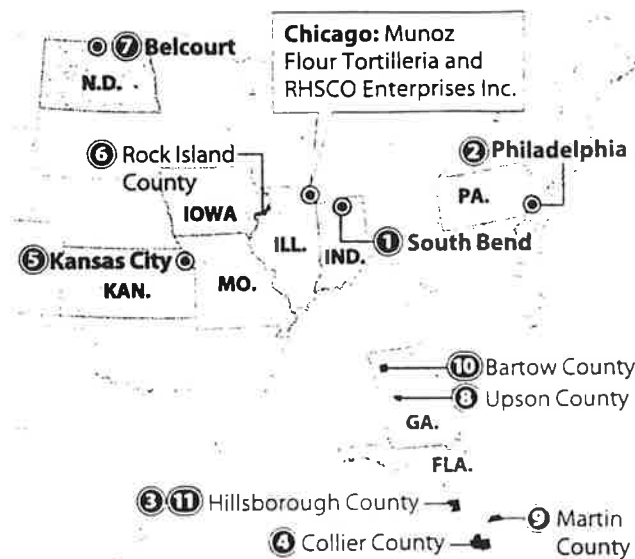 Chicago: Munoz
Flour Tortilleria and
RHSCO Enterprises Inc.
7 Belcourt
N.D.
6 Rock Island
County
2 Philadelphia
PA.
IOWA
ILL.
IND.
1 South Bend
5 Kansas City
KAN.
MO.
10 Bartow County
8 Upson County
GA.
FLA.
3 11 Hillsborough County
9 Martin
County
4 Collier County